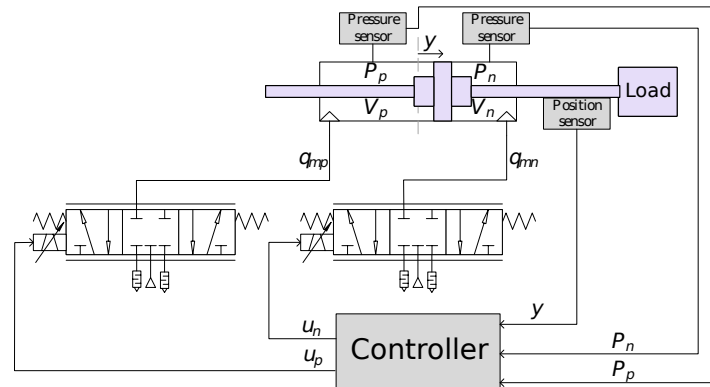 Pressure sensor
Pressure sensor
y
P_p
P_n
V_p
V_n
Load
Position sensor
q_mp
q_mn
u_n
u_p
Controller
y
P_n
P_p